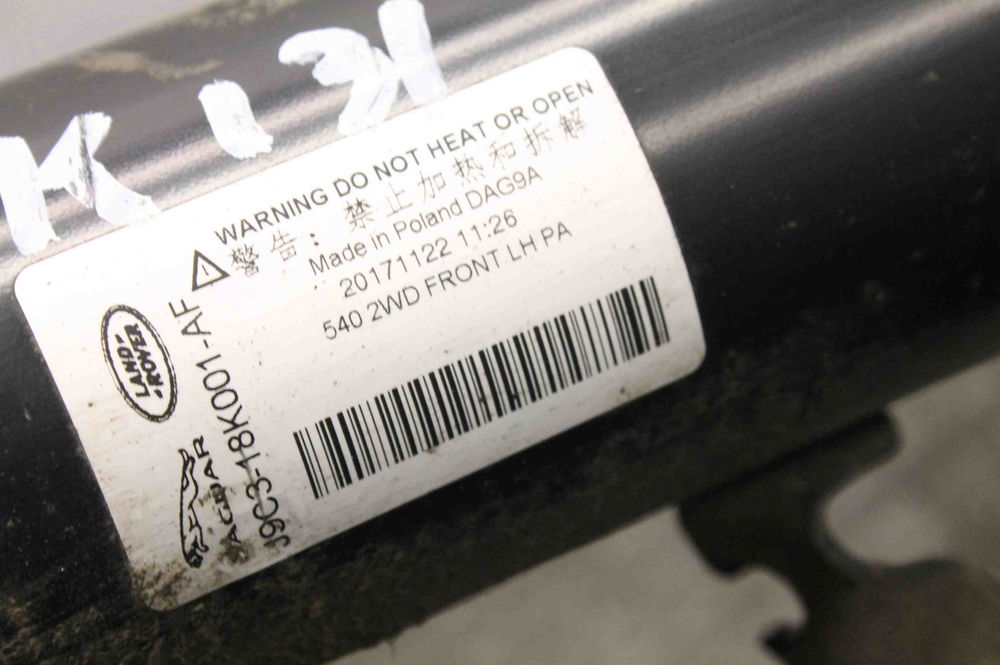 WARNING DO NOT HEAT OR OPEN
警告: 禁止加热和拆解
Made in Poland DAG9A
20171122 11:26
540 2WD FRONT LH PA
LAND-
-ROVER
JAGUAR
J9C3-18K001-AF